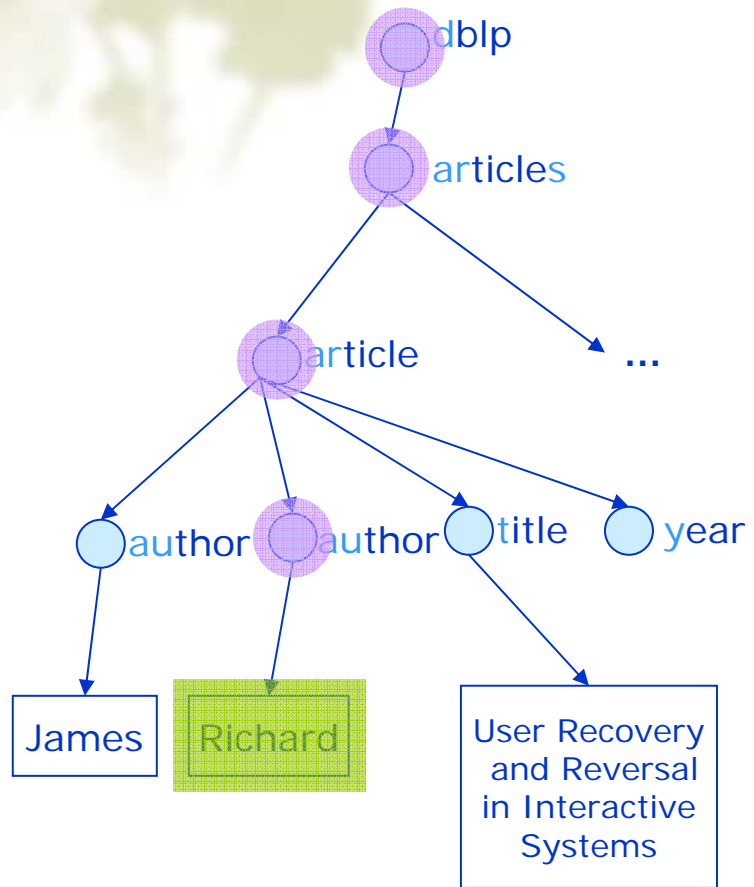 dblp
articles
article
...
author
author
title
year
James
Richard
User Recovery
and Reversal
in Interactive
Systems